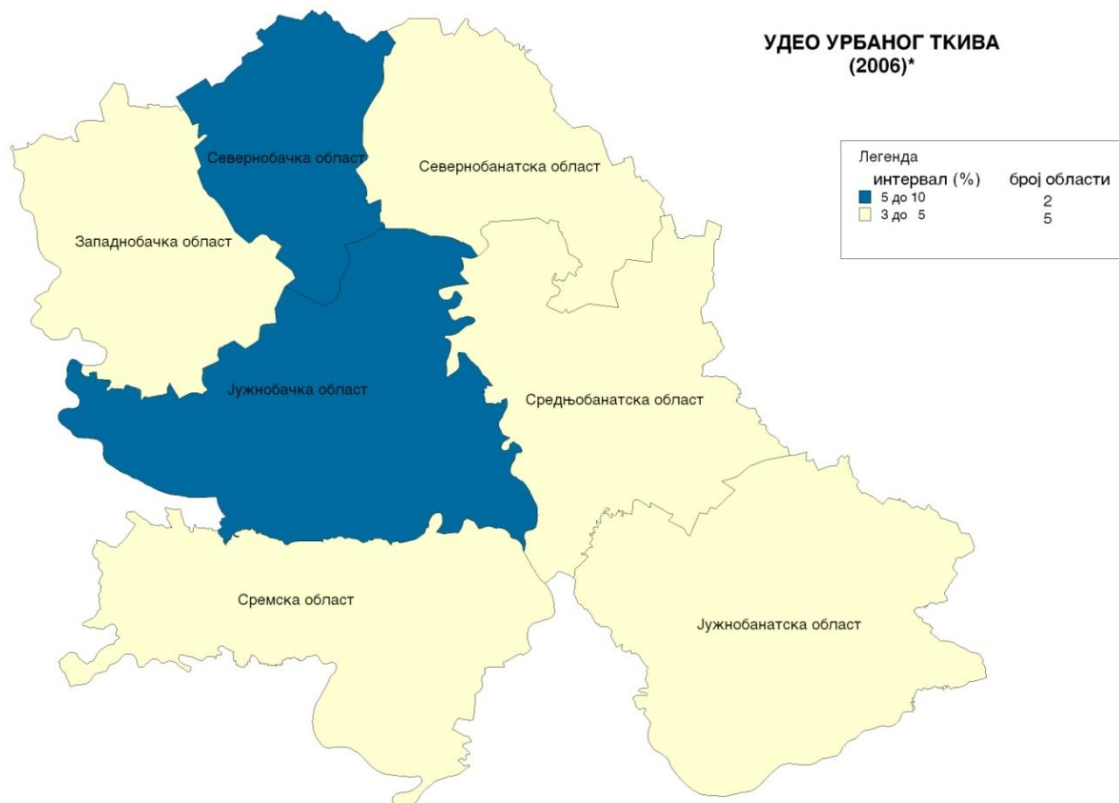 УДЕО УРБАНОГ ТКИВА
(2006)*
Легенда
интервал (%) број области
5 до 10 2
3 до 5 5
Севернобачка област
Севернобанатска област
Западнобачка област
Јужнобачка област
Средњобанатска област
Сремска област
Јужнобанатска област